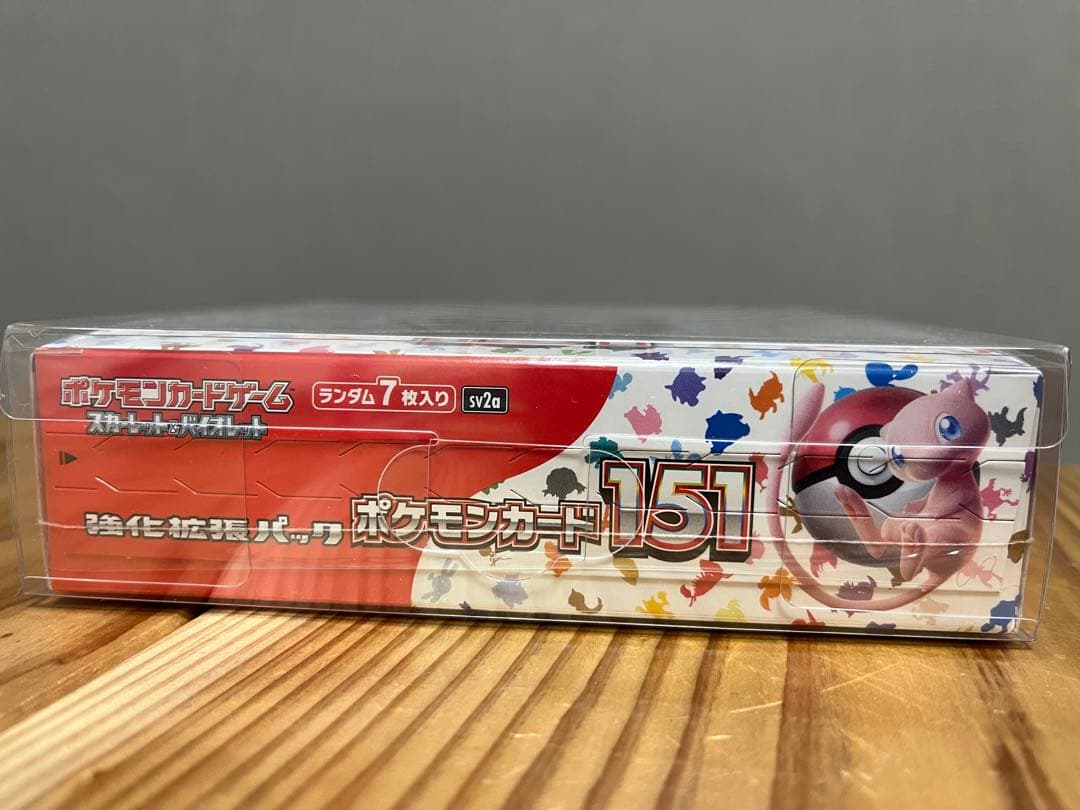 ポケモンカードゲーム
スカーレット&バイオレット
ランダム7枚入り sv2a
強化拡張パック ポケモンカード151